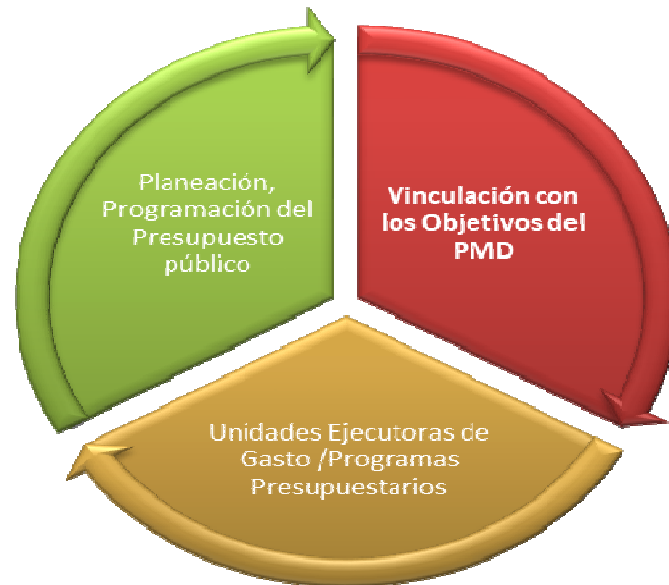 Planeación,
Programación del
Presupuesto
público
Vinculación con
los Objetivos del
PMD
Unidades Ejecutoras de
Gasto /Programas
Presupuestarios